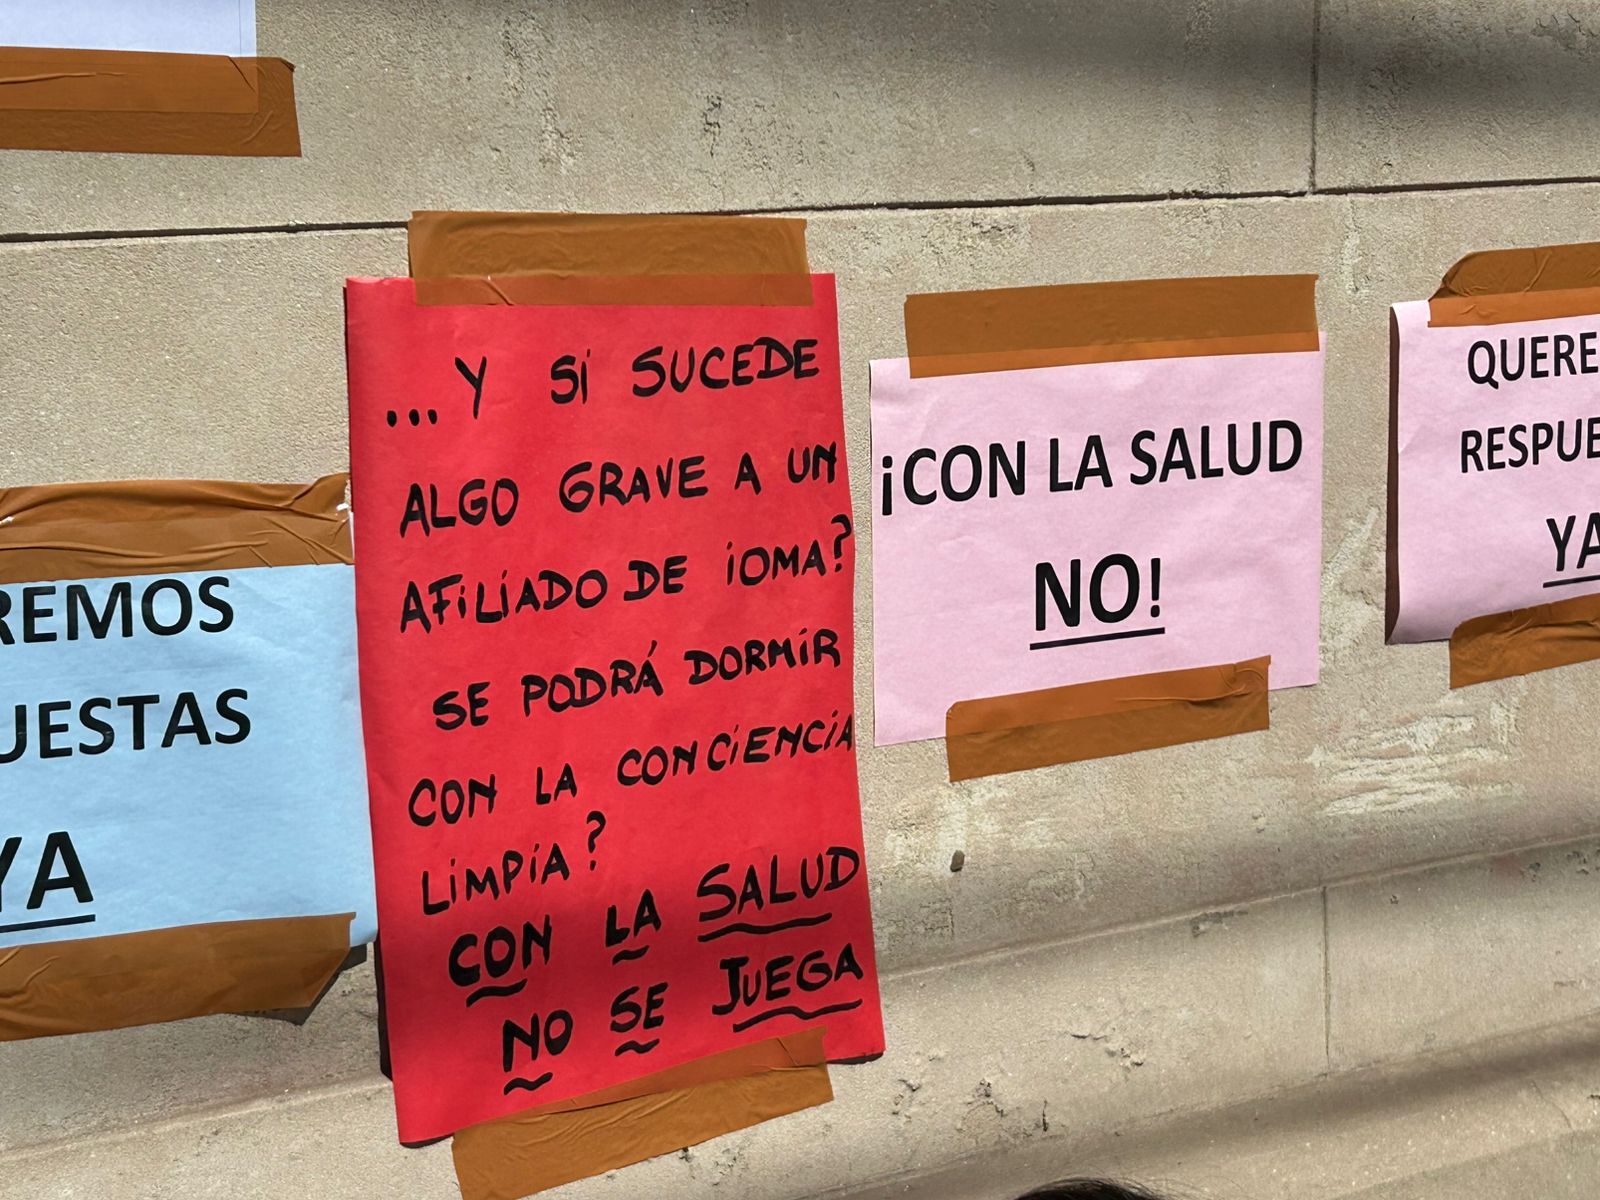 ...Y SI SUCEDE
ALGO GRAVE A UN
AFILIADO DE IOMA?
SE PODRÁ DORMIR
CON LA CONCIENCIA
LIMPIA?
CON LA SALUD
NO SE JUEGA
¡CON LA SALUD
NO!
REMOS
UESTAS
YA
QUERE
RESPUE
YA